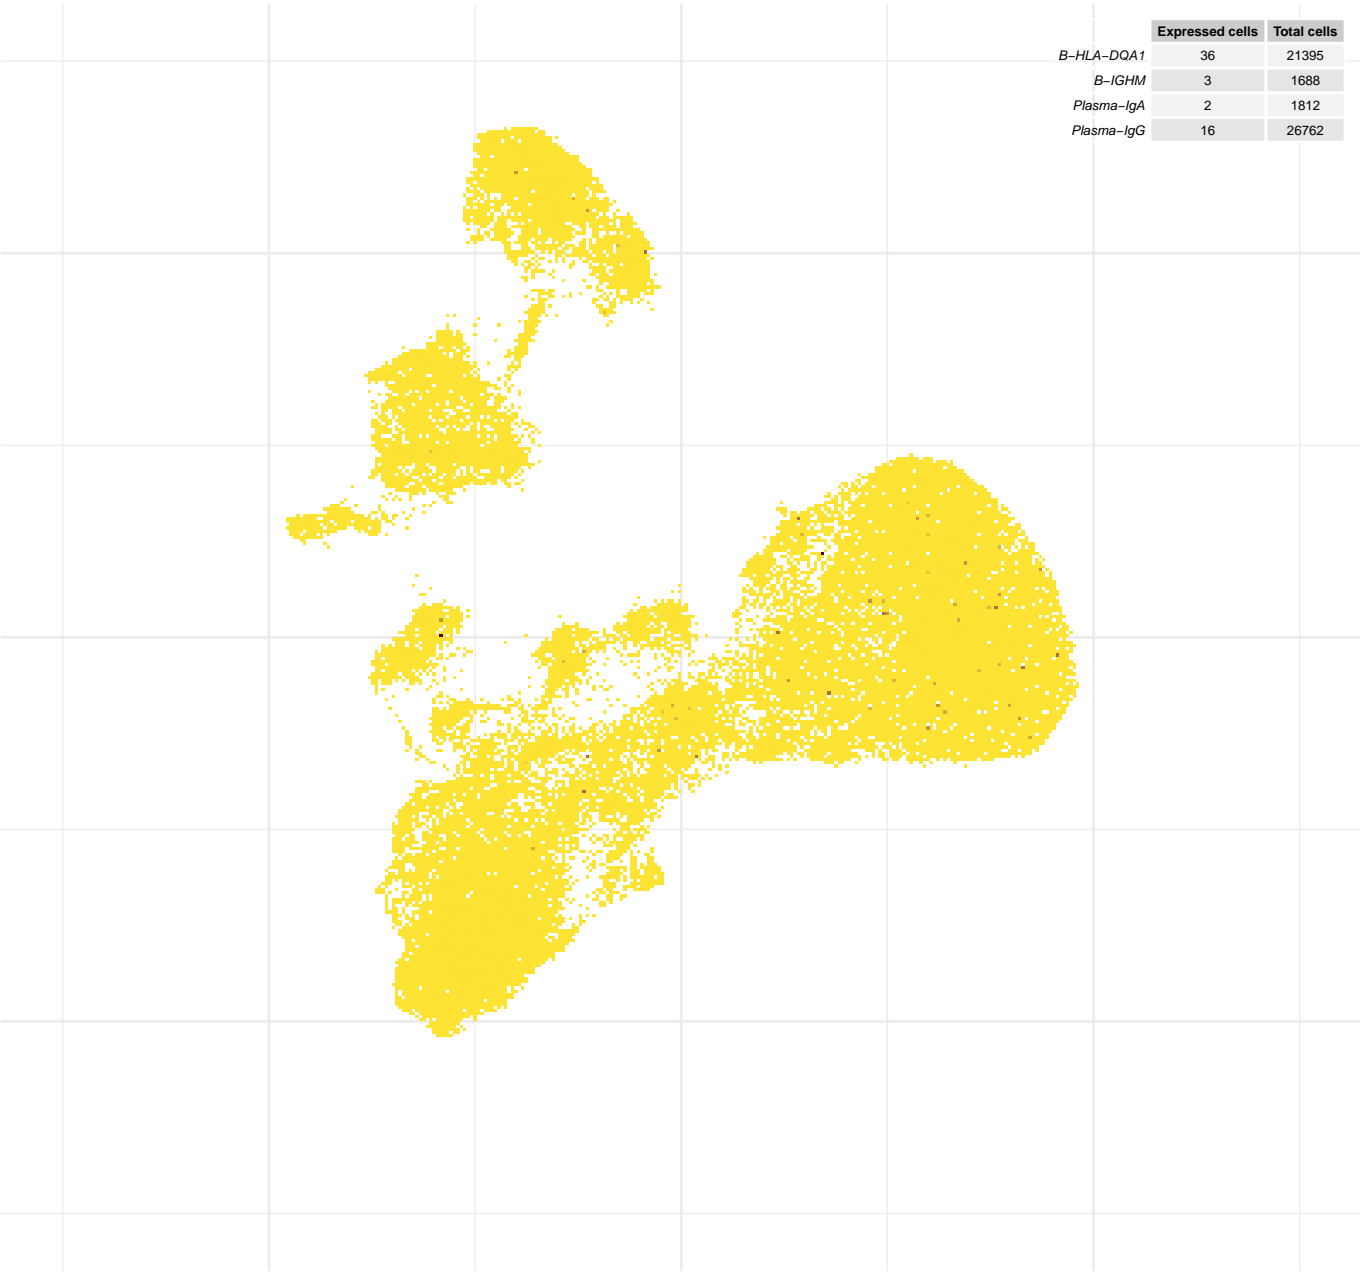 Expressed cells Total cells
B−HLA−DQA1 36 21395
B−IGHM 3 1688
Plasma−IgA 2 1812
Plasma−IgG 16 26762